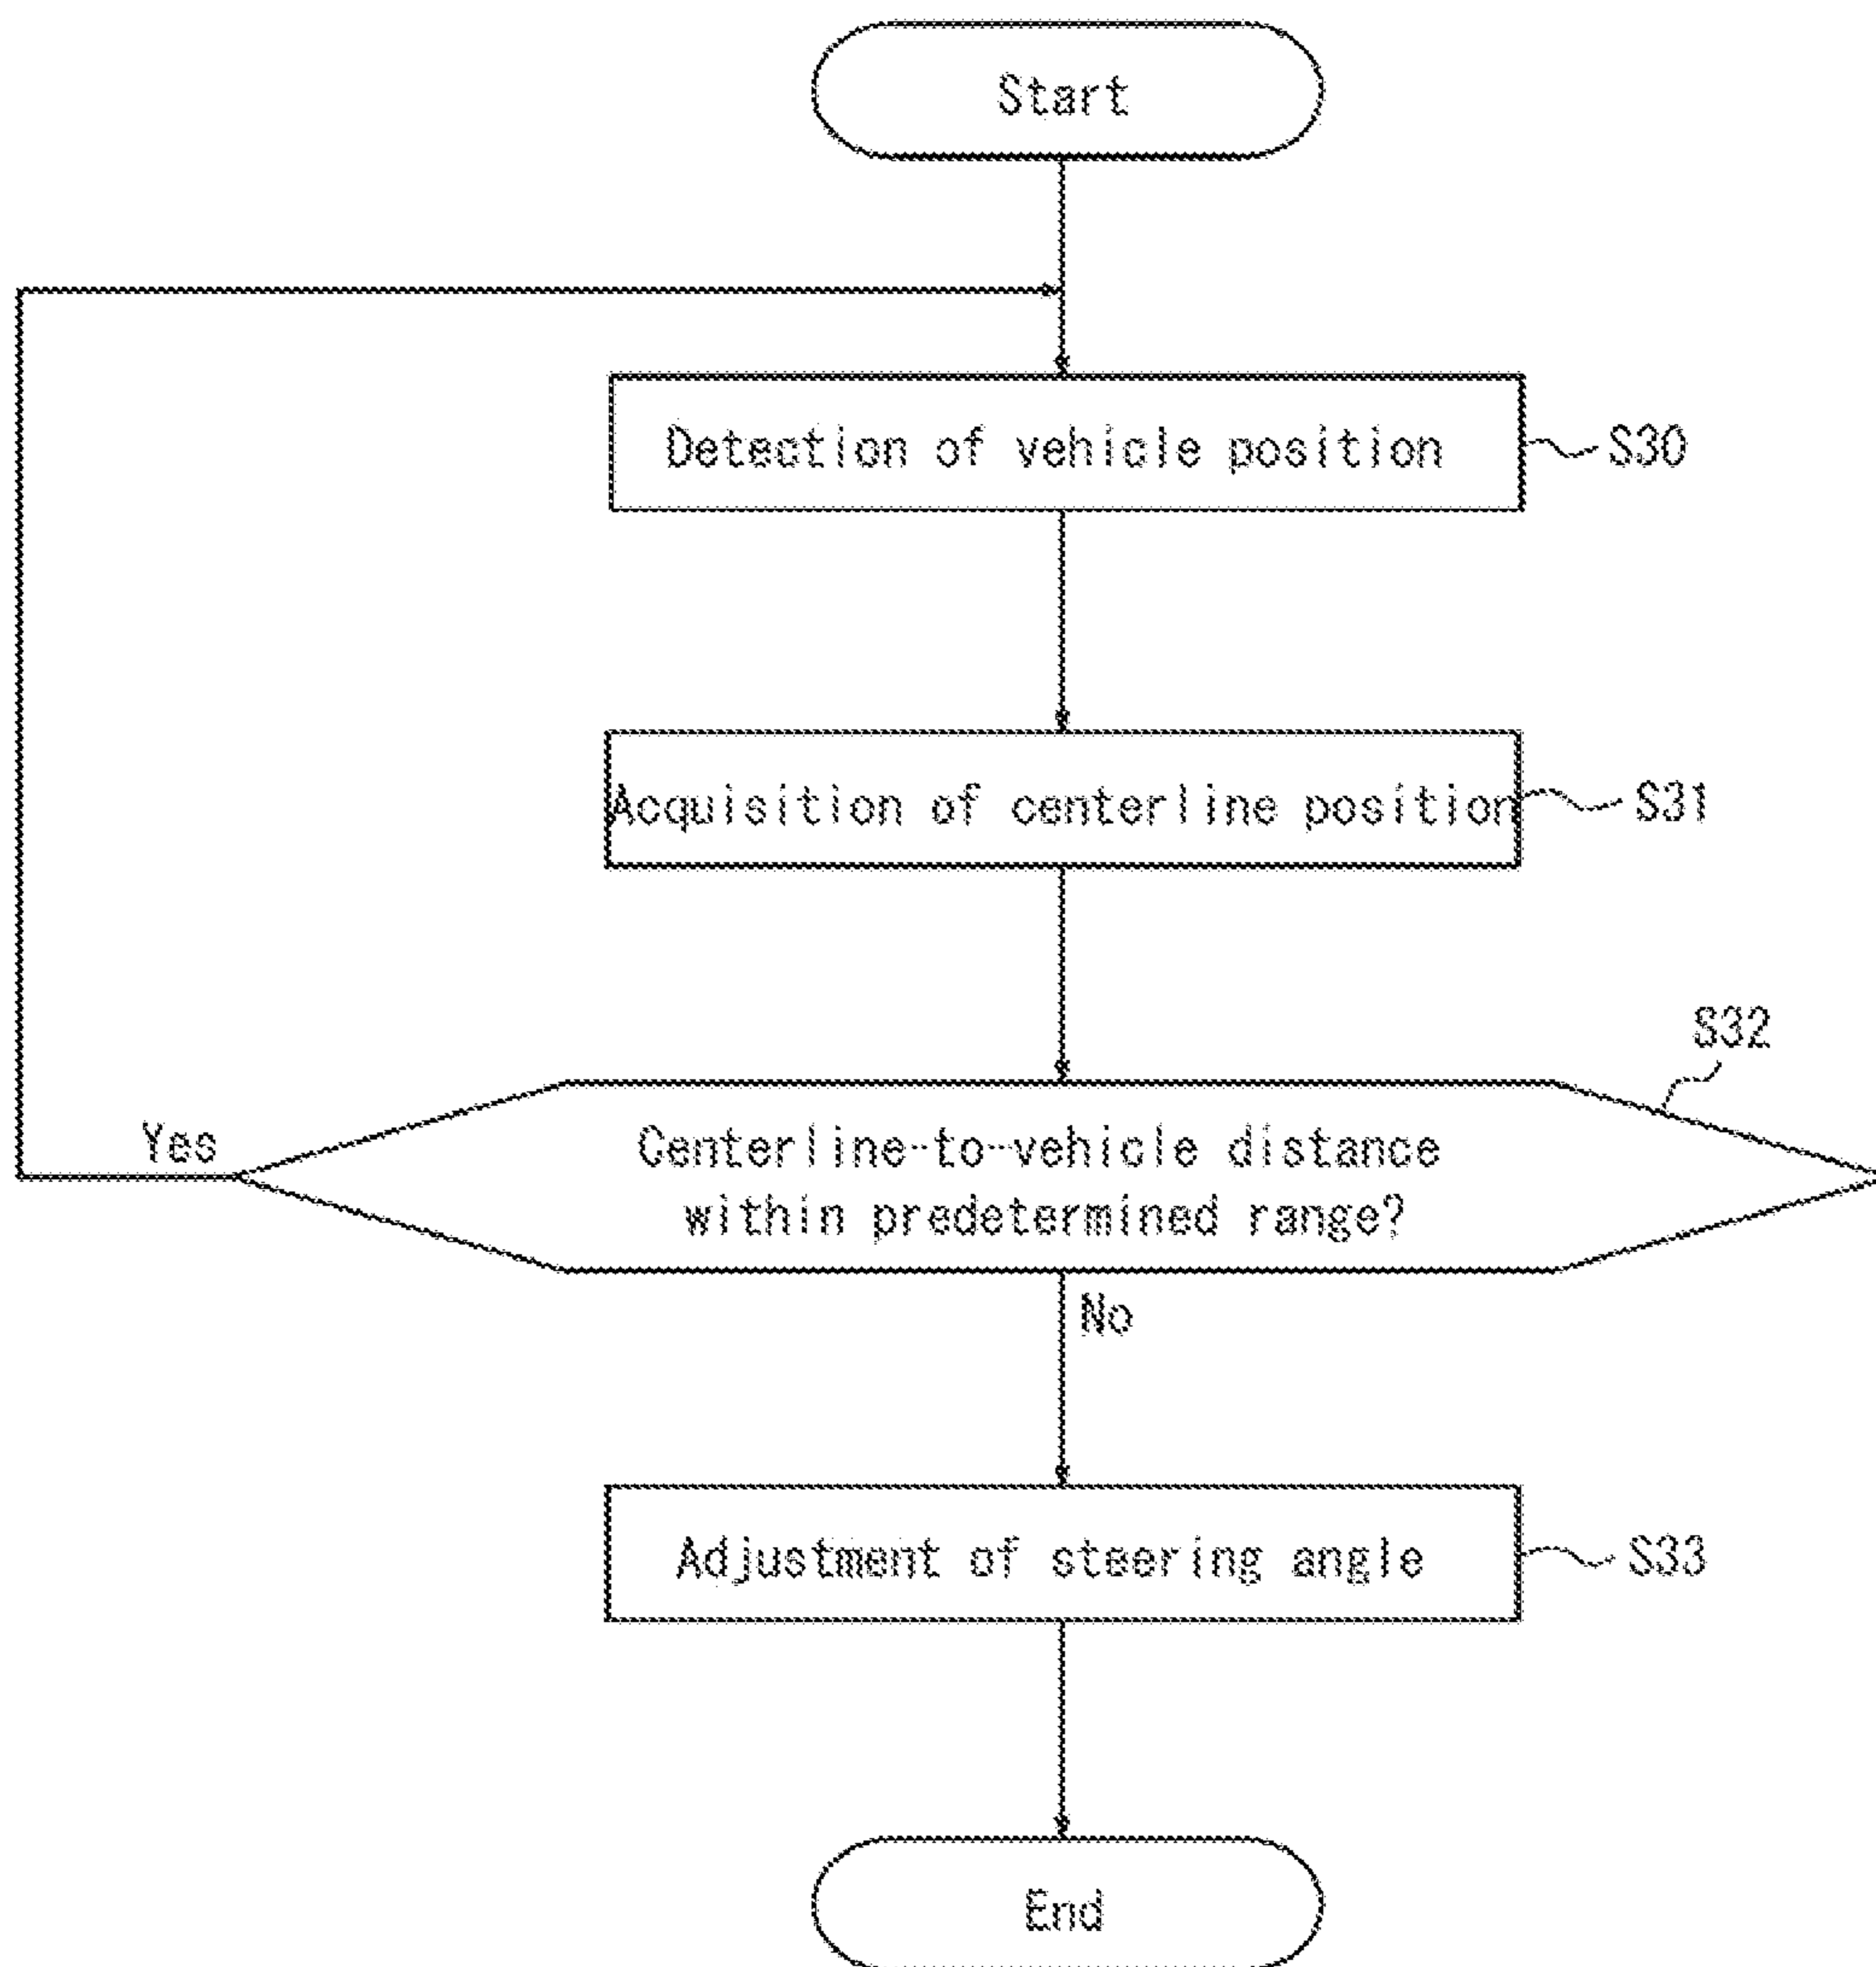 Start
Detection of vehicle position
S30
Acquisition of centerline position
S31
S32
Yes
Centerline-to-vehicle distance
within predetermined range?
No
Adjustment of steering angle
S33
End